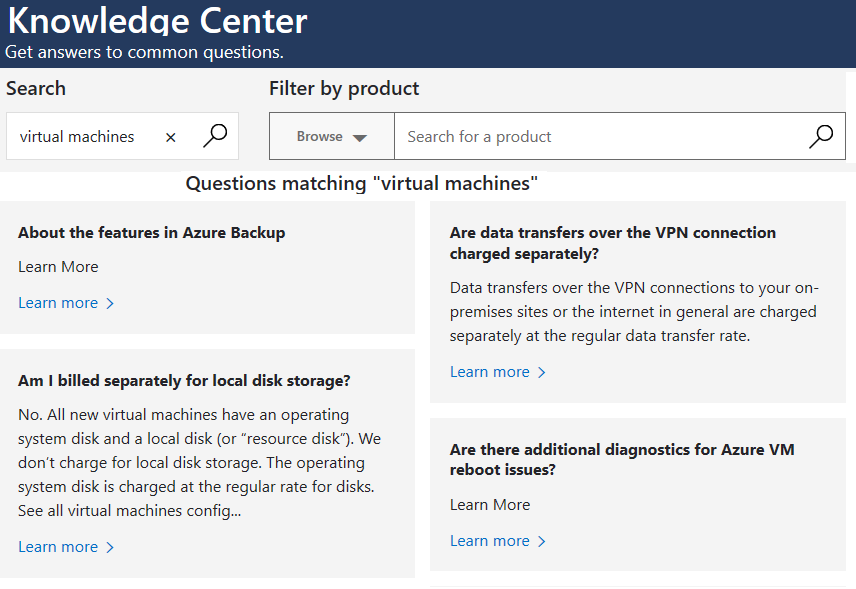 Knowledge Center
Get answers to common questions.
Search
Filter by product
virtual machines
Browse
Search for a product
Questions matching "virtual machines"
About the features in Azure Backup
Learn More
Learn more
Am I billed separately for local disk storage?
No. All new virtual machines have an operating
system disk and a local disk (or “resource disk”). We
don’t charge for local disk storage. The operating
system disk is charged at the regular rate for disks.
See all virtual machines config...
Learn more
Are data transfers over the VPN connection
charged separately?
Data transfers over the VPN connections to your on-
premises sites or the internet in general are charged
separately at the regular data transfer rate.
Learn more
Are there additional diagnostics for Azure VM
reboot issues?
Learn More
Learn more